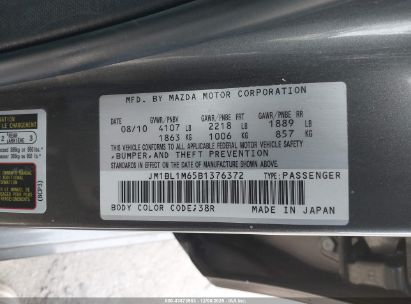 MFD. BY MAZDA MOTOR CORPORATION
GVWR/PNBV GAWR/PNBE FRT GAWR/PNBE RR
08/10 4107 LB 2218 LB 1889 LB
1863 KG 1006 KG 857 KG
THIS VEHICLE CONFORMS TO ALL APPLICABLE FEDERAL MOTOR VEHICLE SAFETY
,BUMPER,AND THEFT PREVENTION
STANDARDS IN EFFECT ON THE DATE OF MANUFACTURE SHOWN ABOVE.
JM1BL1M65B1376372 TYPE:PASSENGER
BODY COLOR CODE:38R MADE IN JAPAN